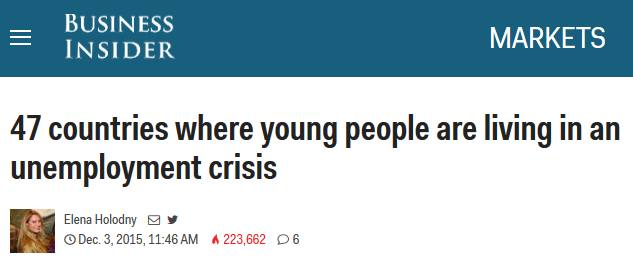 BUSINESS
INSIDER
MARKETS
47 countries where young people are living in an
unemployment crisis
Elena Holodny
Dec. 3, 2015, 11:46 AM 223,662 6